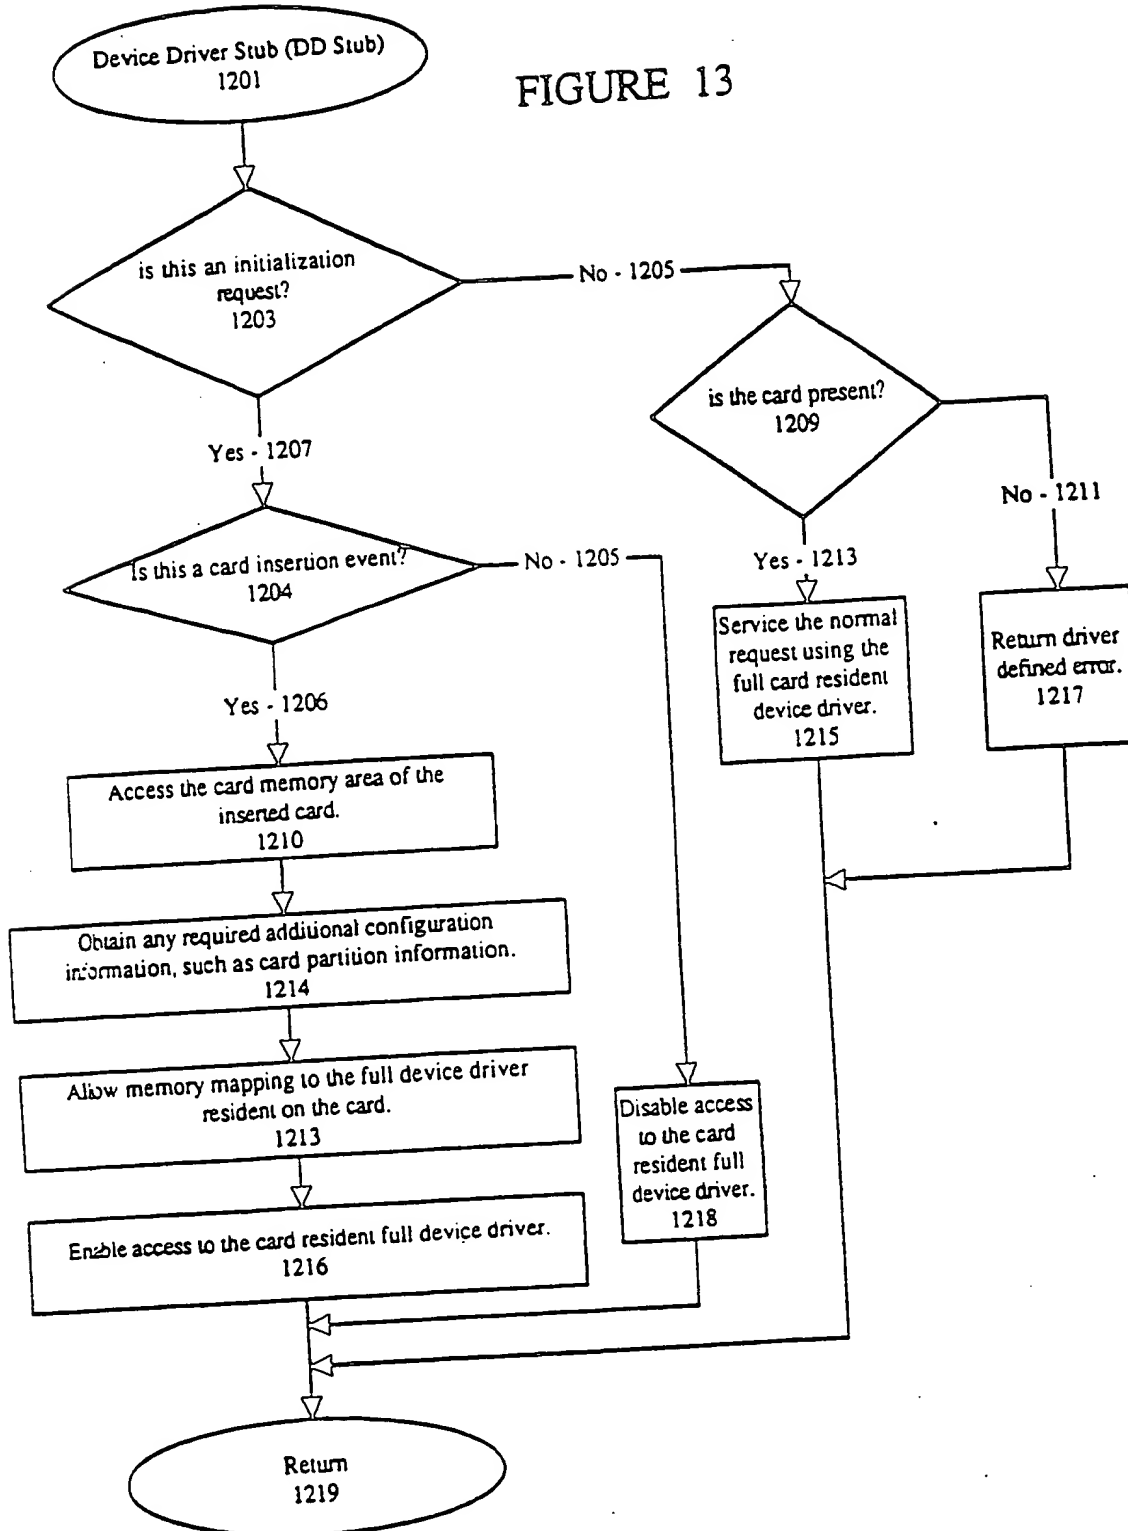 Device Driver Stub (DD Stub)
1201
FIGURE 13
is this an initialization
request?
1203
No - 1205
is the card present?
1209
Yes - 1207
No - 1211
Is this a card insertion event?
1204
No - 1205
Yes - 1213
Service the normal
request using the
full card resident
device driver.
1215
Return driver
defined error.
1217
Yes - 1206
Access the card memory area of the
inserted card.
1210
Obtain any required additional configuration
information, such as card partition information.
1214
Allow memory mapping to the full device driver
resident on the card.
1213
Disable access
to the card
resident full
device driver.
1218
Enable access to the card resident full device driver.
1216
Return
1219